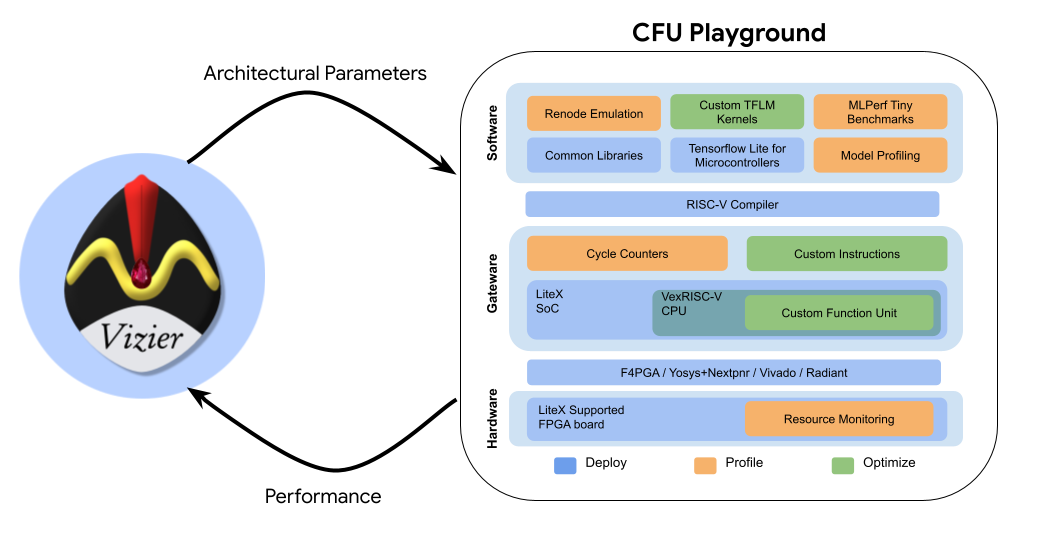 CFU Playground
Architectural Parameters
Vizier
Performance
Software
Renode Emulation
Custom TFLM
Kernels
MLPerf Tiny
Benchmarks
Common Libraries
Tensorflow Lite for
Microcontrollers
Model Profiling
RISC-V Compiler
Gateware
Cycle Counters
Custom Instructions
LiteX
SoC
VexRISC-V
CPU
Custom Function Unit
F4PGA / Yosys+Nextpnr / Vivado / Radiant
Hardware
LiteX Supported
FPGA board
Resource Monitoring
Deploy
Profile
Optimize